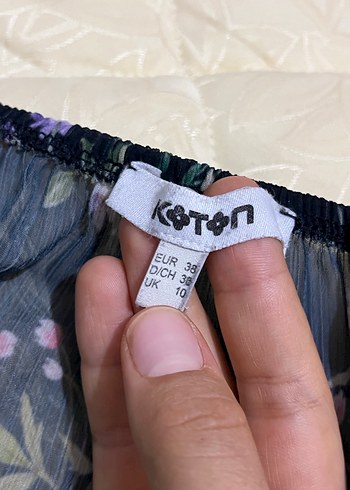 KOTON
EUR 38
D/CH 36
UK 10